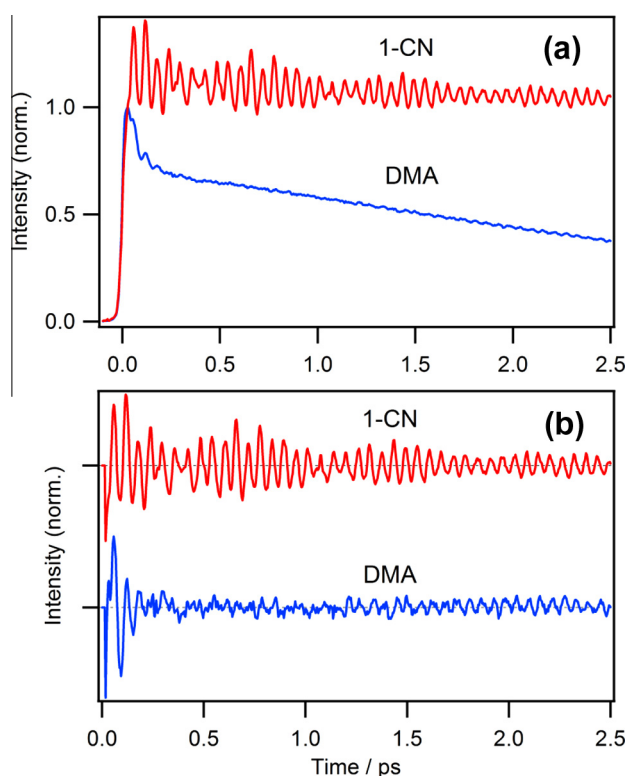 (a)
1-CN
1.0
DMA
0.5
0.0
Intensity (norm.)
0.0 0.5 1.0 1.5 2.0 2.5
(b)
1-CN
DMA
Intensity (norm.)
0.0 0.5 1.0 1.5 2.0 2.5
Time / ps